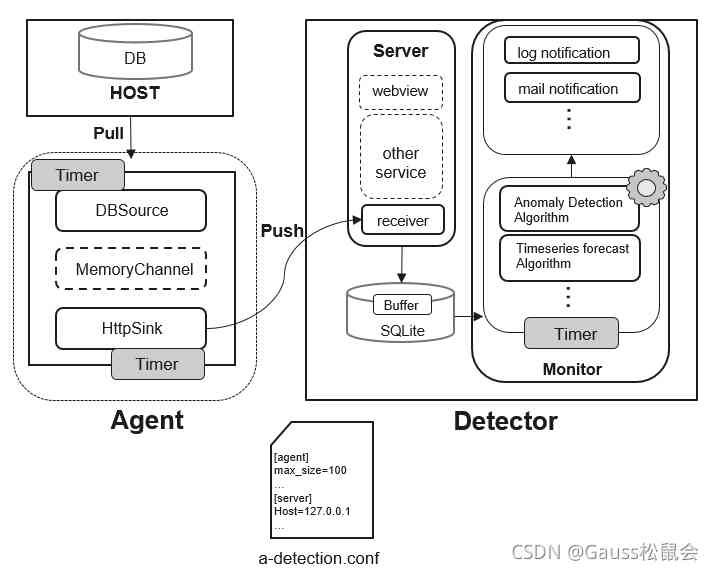 DB
HOST
Pull
Timer
DBSource
MemoryChannel
HttpSink
Timer
Agent
Push
Server
webview
other
service
receiver
Buffer
SQLite
log notification
mail notification
Anomaly Detection
Algorithm
Timeseries forecast
Algorithm
Timer
Monitor
Detector
[agent]
max_size=100
...
[server]
Host=127.0.0.1
...
a-detection.conf
CSDN @Gauss松鼠会